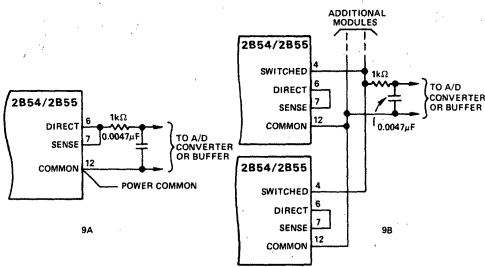 2B54/2B55
DIRECT
6
SENSE
7
COMMON
12
1kΩ
0.0047µF
TO A/D
CONVERTER
OR BUFFER
POWER COMMON
9A
ADDITIONAL
MODULES
2B54/2B55
SWITCHED
4
DIRECT
6
SENSE
7
COMMON
12
1kΩ
0.0047µF
TO A/D
CONVERTER
OR BUFFER
2B54/2B55
SWITCHED
4
DIRECT
6
SENSE
7
COMMON
12
9B